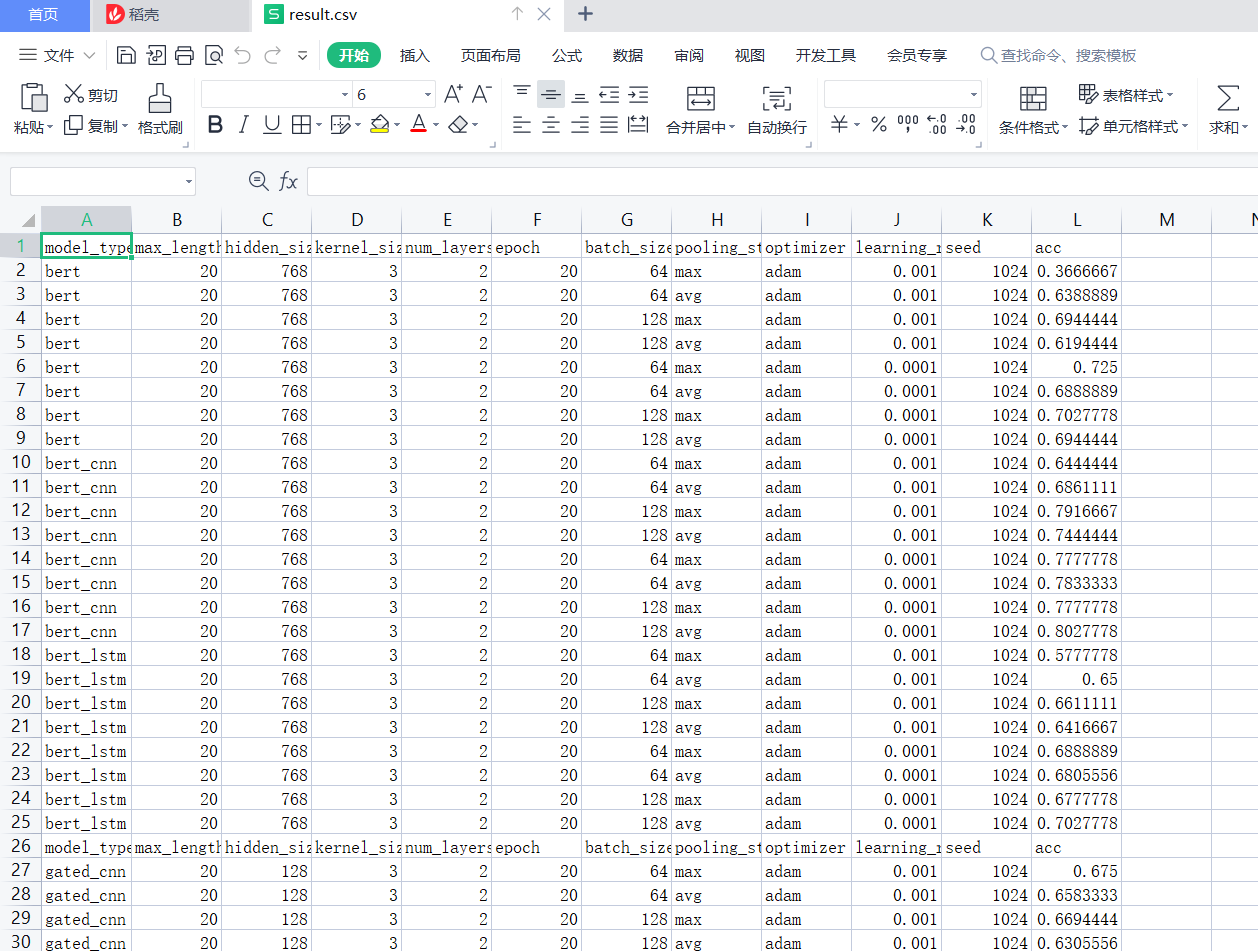 首页 稻壳 result.csv
文件 开始 插入 页面布局 公式 数据 审阅 视图 开发工具 会员专享 查找命令、搜索模板
剪切 6 A+ A- 表格样式
粘贴 复制 格式刷 B I U A 合并居中 自动换行 ¥ % 000 ←.0 .00 .00 →.0 条件格式 单元格样式 求和
fx
A B C D E F G H I J K L M N
1 model_type max_length hidden_siz kernel_siz num_layers epoch batch_size pooling_st optimizer learning_r seed acc
2 bert 20 768 3 2 20 64 max adam 0.001 1024 0.3666667
3 bert 20 768 3 2 20 64 avg adam 0.001 1024 0.6388889
4 bert 20 768 3 2 20 128 max adam 0.001 1024 0.6944444
5 bert 20 768 3 2 20 128 avg adam 0.001 1024 0.6194444
6 bert 20 768 3 2 20 64 max adam 0.0001 1024 0.725
7 bert 20 768 3 2 20 64 avg adam 0.0001 1024 0.6888889
8 bert 20 768 3 2 20 128 max adam 0.0001 1024 0.7027778
9 bert 20 768 3 2 20 128 avg adam 0.0001 1024 0.6944444
10 bert_cnn 20 768 3 2 20 64 max adam 0.001 1024 0.6444444
11 bert_cnn 20 768 3 2 20 64 avg adam 0.001 1024 0.6861111
12 bert_cnn 20 768 3 2 20 128 max adam 0.001 1024 0.7916667
13 bert_cnn 20 768 3 2 20 128 avg adam 0.001 1024 0.7444444
14 bert_cnn 20 768 3 2 20 64 max adam 0.0001 1024 0.7777778
15 bert_cnn 20 768 3 2 20 64 avg adam 0.0001 1024 0.7833333
16 bert_cnn 20 768 3 2 20 128 max adam 0.0001 1024 0.7777778
17 bert_cnn 20 768 3 2 20 128 avg adam 0.0001 1024 0.8027778
18 bert_lstm 20 768 3 2 20 64 max adam 0.001 1024 0.5777778
19 bert_lstm 20 768 3 2 20 64 avg adam 0.001 1024 0.65
20 bert_lstm 20 768 3 2 20 128 max adam 0.001 1024 0.6611111
21 bert_lstm 20 768 3 2 20 128 avg adam 0.001 1024 0.6416667
22 bert_lstm 20 768 3 2 20 64 max adam 0.0001 1024 0.6888889
23 bert_lstm 20 768 3 2 20 64 avg adam 0.0001 1024 0.6805556
24 bert_lstm 20 768 3 2 20 128 max adam 0.0001 1024 0.6777778
25 bert_lstm 20 768 3 2 20 128 avg adam 0.0001 1024 0.7027778
26 model_type max_length hidden_siz kernel_siz num_layers epoch batch_size pooling_st optimizer learning_r seed acc
27 gated_cnn 20 128 3 2 20 64 max adam 0.001 1024 0.675
28 gated_cnn 20 128 3 2 20 64 avg adam 0.001 1024 0.6583333
29 gated_cnn 20 128 3 2 20 128 max adam 0.001 1024 0.6694444
30 gated_cnn 20 128 3 2 20 128 avg adam 0.001 1024 0.6305556